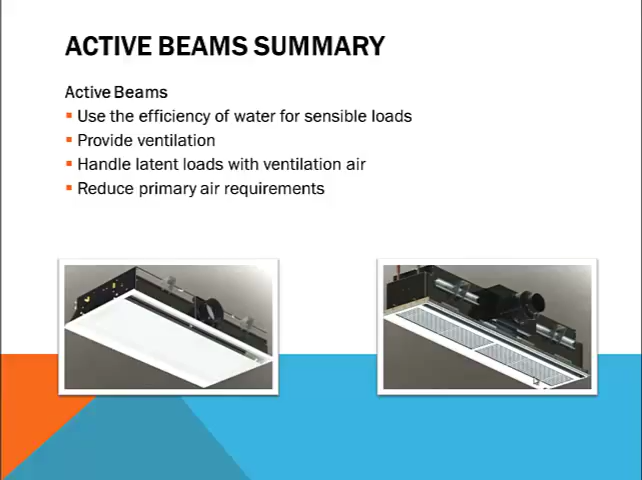 ACTIVE BEAMS SUMMARY
Active Beams
▪ Use the efficiency of water for sensible loads
▪ Provide ventilation
▪ Handle latent loads with ventilation air
▪ Reduce primary air requirements